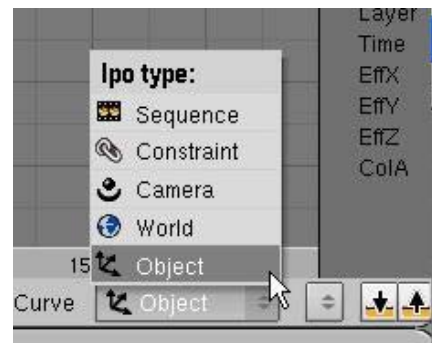 Layer
Time
Ipo type:
EffX
Sequence
EffY
Constraint
EffZ
Camera
ColA
World
15
Object
Curve
Object